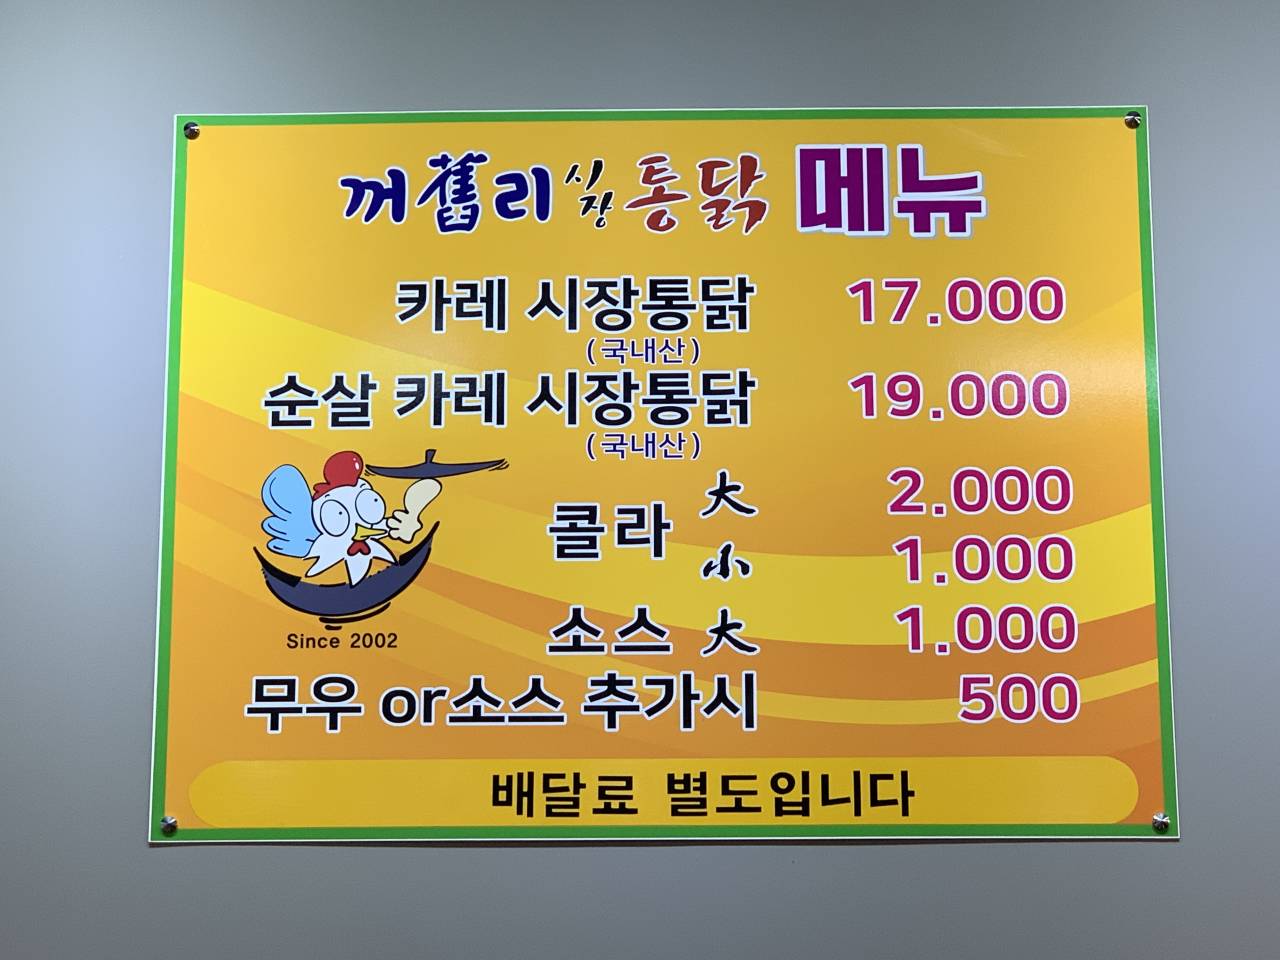 꺼舊리 시장 통닭 메뉴
카레 시장통닭 17.000
(국내산)
순살 카레 시장통닭 19.000
(국내산)
콜라 大 2.000
小 1.000
소스 大 1.000
무우 or소스 추가시 500
Since 2002
배달료 별도입니다